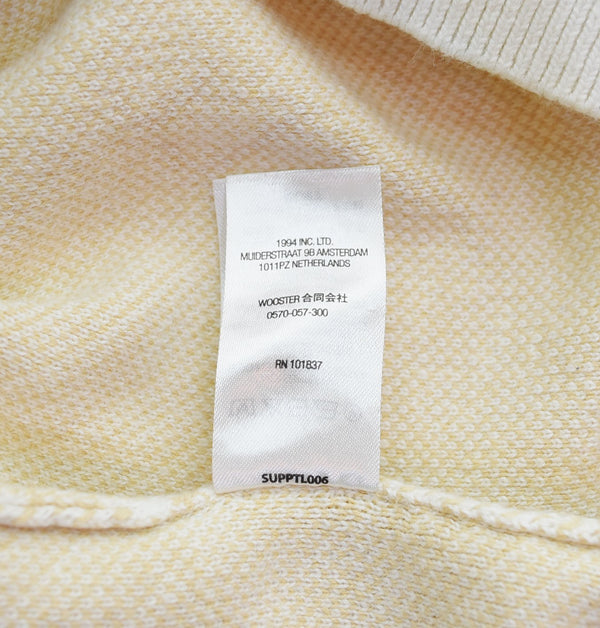 1994 INC. LTD.
MUIDERSTRAAT 9B AMSTERDAM
1011PZ NETHERLANDS
WOOSTER 合同会社
0570-057-300
RN 101837
SUPPTL006